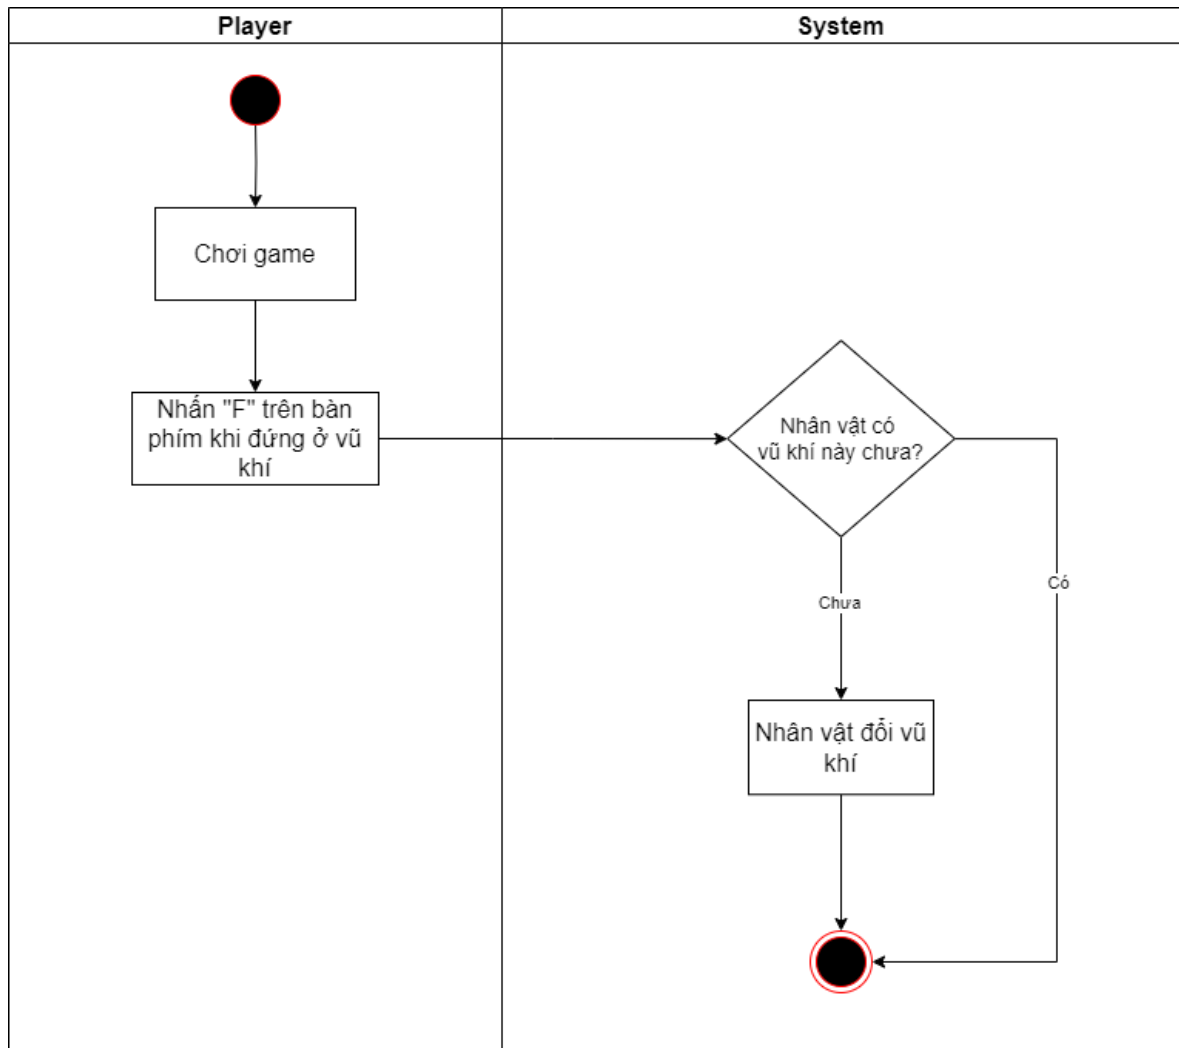 Player
System
Chơi game
Nhấn "F" trên bàn
phím khi đứng ở vũ
khí
Nhân vật có
vũ khí này chưa?
Có
Chưa
Nhân vật đổi vũ
khí